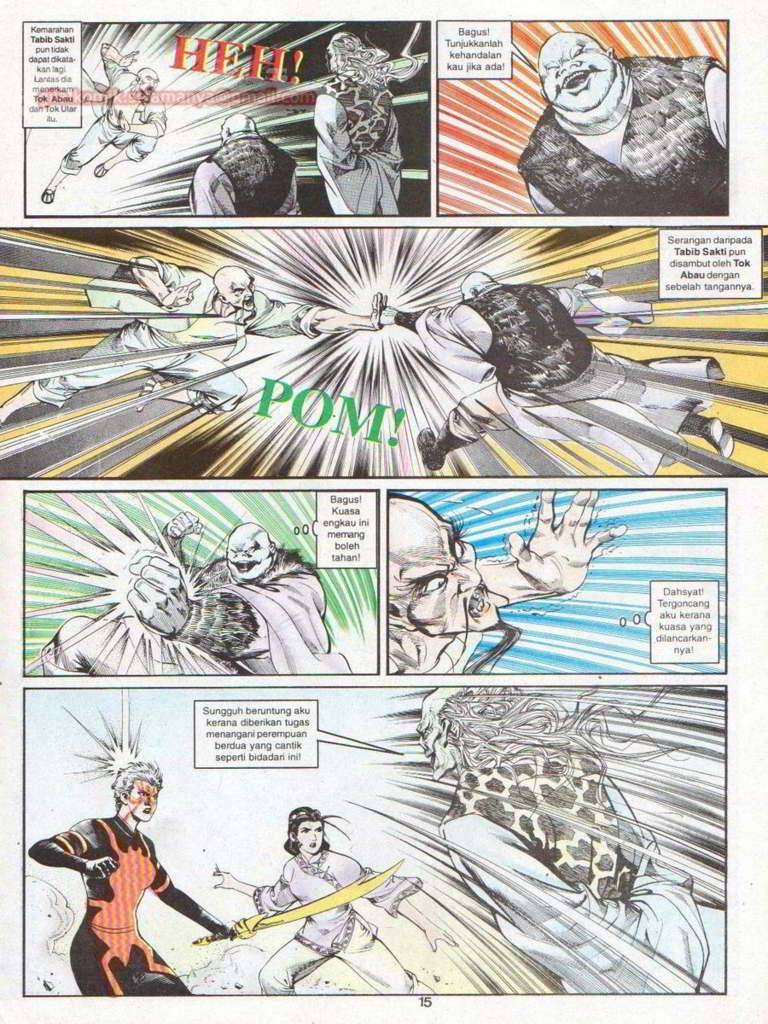 Kemarahan
Tabib Sakti
pun tidak
dapat dikata-
kan lagi.
Lantas dia
menerkam
Tok Abau
dan Tok Ular
itu.
HEH!
Bagus!
Tunjukkanlah
kehandalan
kau jika ada!
Serangan daripada
Tabib Sakti pun
disambut oleh Tok
Abau dengan
sebelah tangannya.
POM!
Bagus!
Kuasa
engkau ini
memang
boleh
tahan!
Dahsyat!
Tergoncang
aku kerana
kuasa yang
dilancarkan-
nya!
Sungguh beruntung aku
kerana diberikan tugas
menangani perempuan
berdua yang cantik
seperti bidadari ini!
15